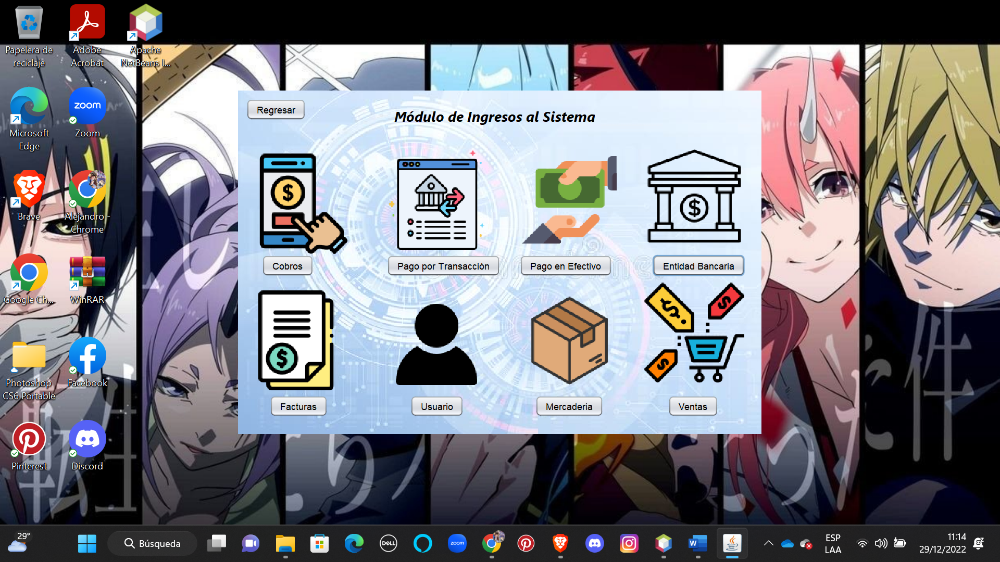 Papelera de
reciclaje
Adobe
Acrobat
Apache
NetBeans I...
Microsoft
Edge
zoom
Zoom
Brave
Alejandro -
Chrome
Google Ch...
WinRAR
Photoshop
CS6 Portable
Facebook
Pinterest
Discord
Regresar
Módulo de Ingresos al Sistema
Cobros
Pago por Transacción
Pago en Efectivo
Entidad Bancaria
Facturas
Usuario
Mercaderia
Ventas
29°
Búsqueda
DELL
zoom
W
ESP
LAA
11:14
29/12/2022